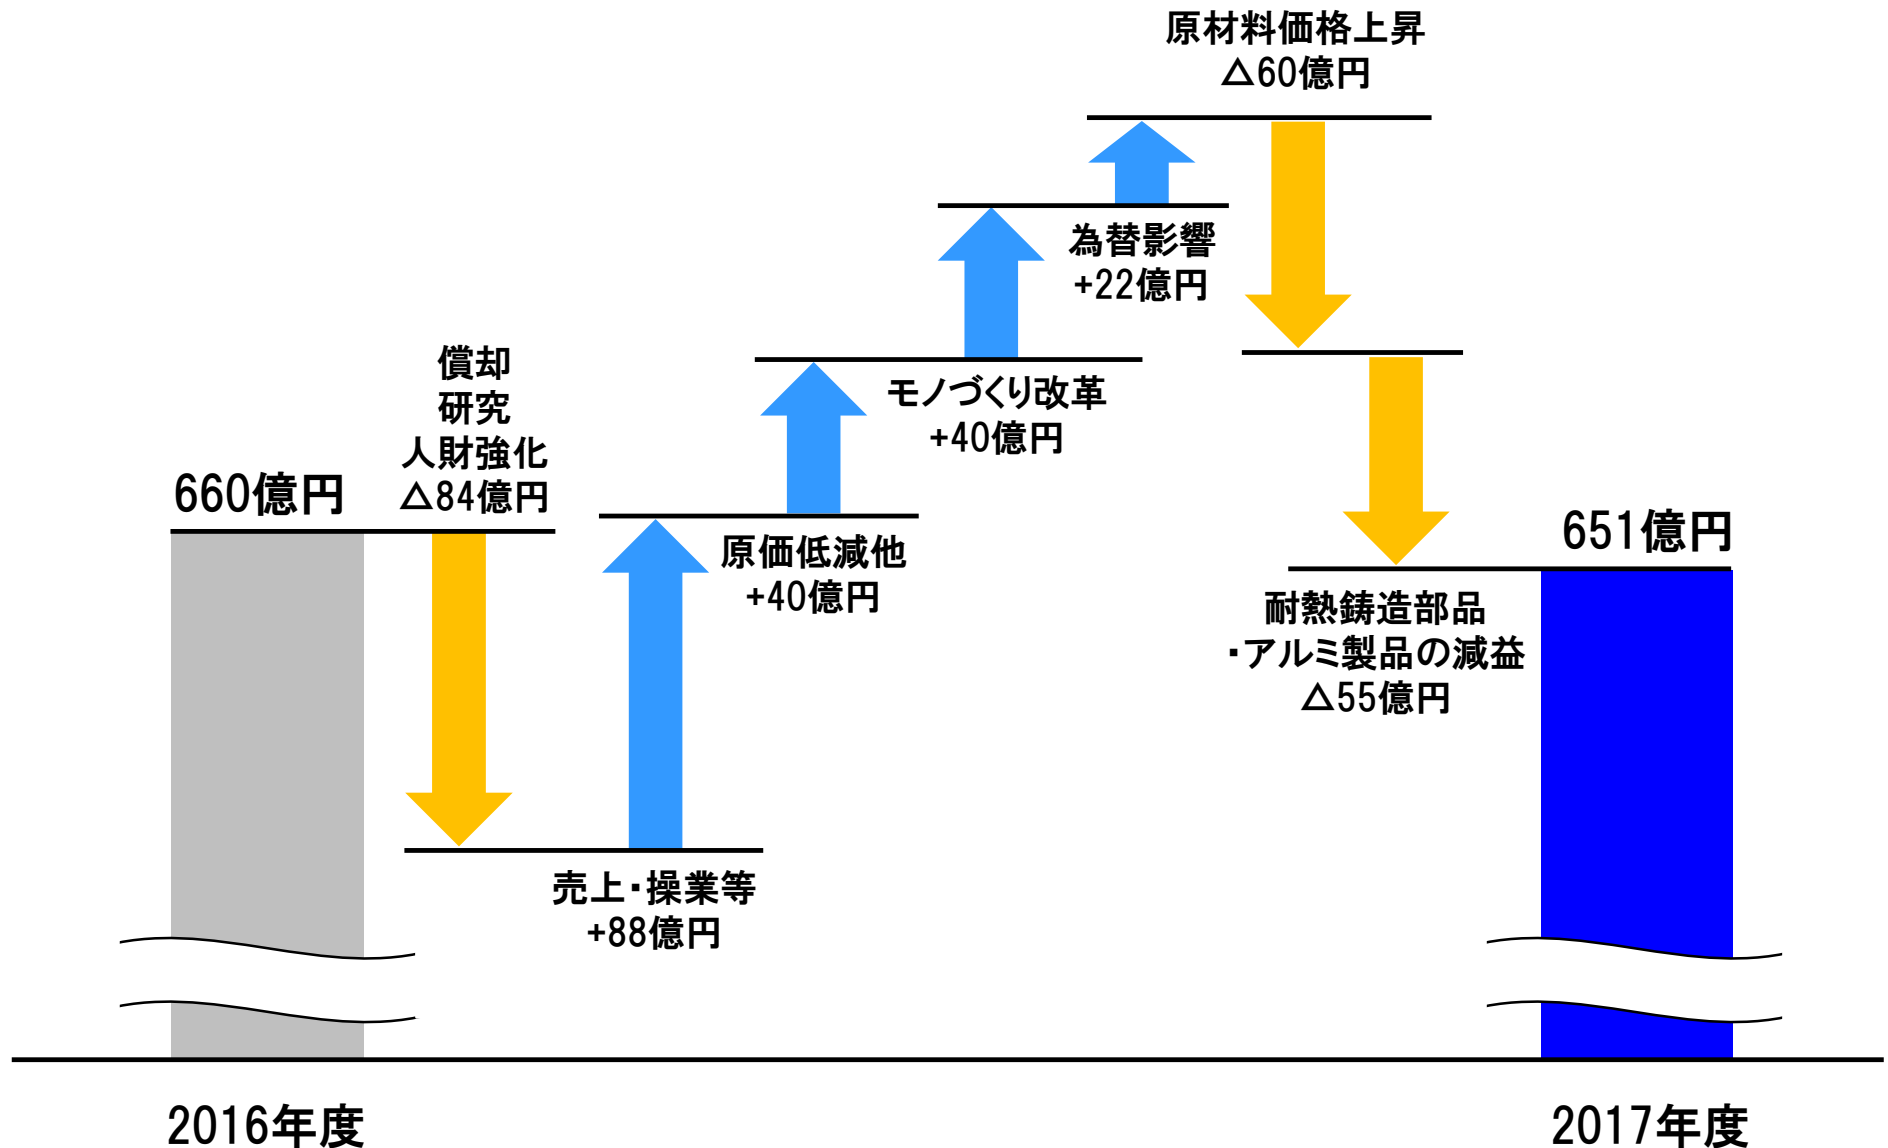 原材料価格上昇
△60億円
為替影響
+22億円
償却
研究
人財強化
△84億円
モノづくり改革
+40億円
660億円
原価低減他
+40億円
651億円
耐熱鋳造部品
・アルミ製品の減益
△55億円
売上・操業等
+88億円
2016年度
2017年度